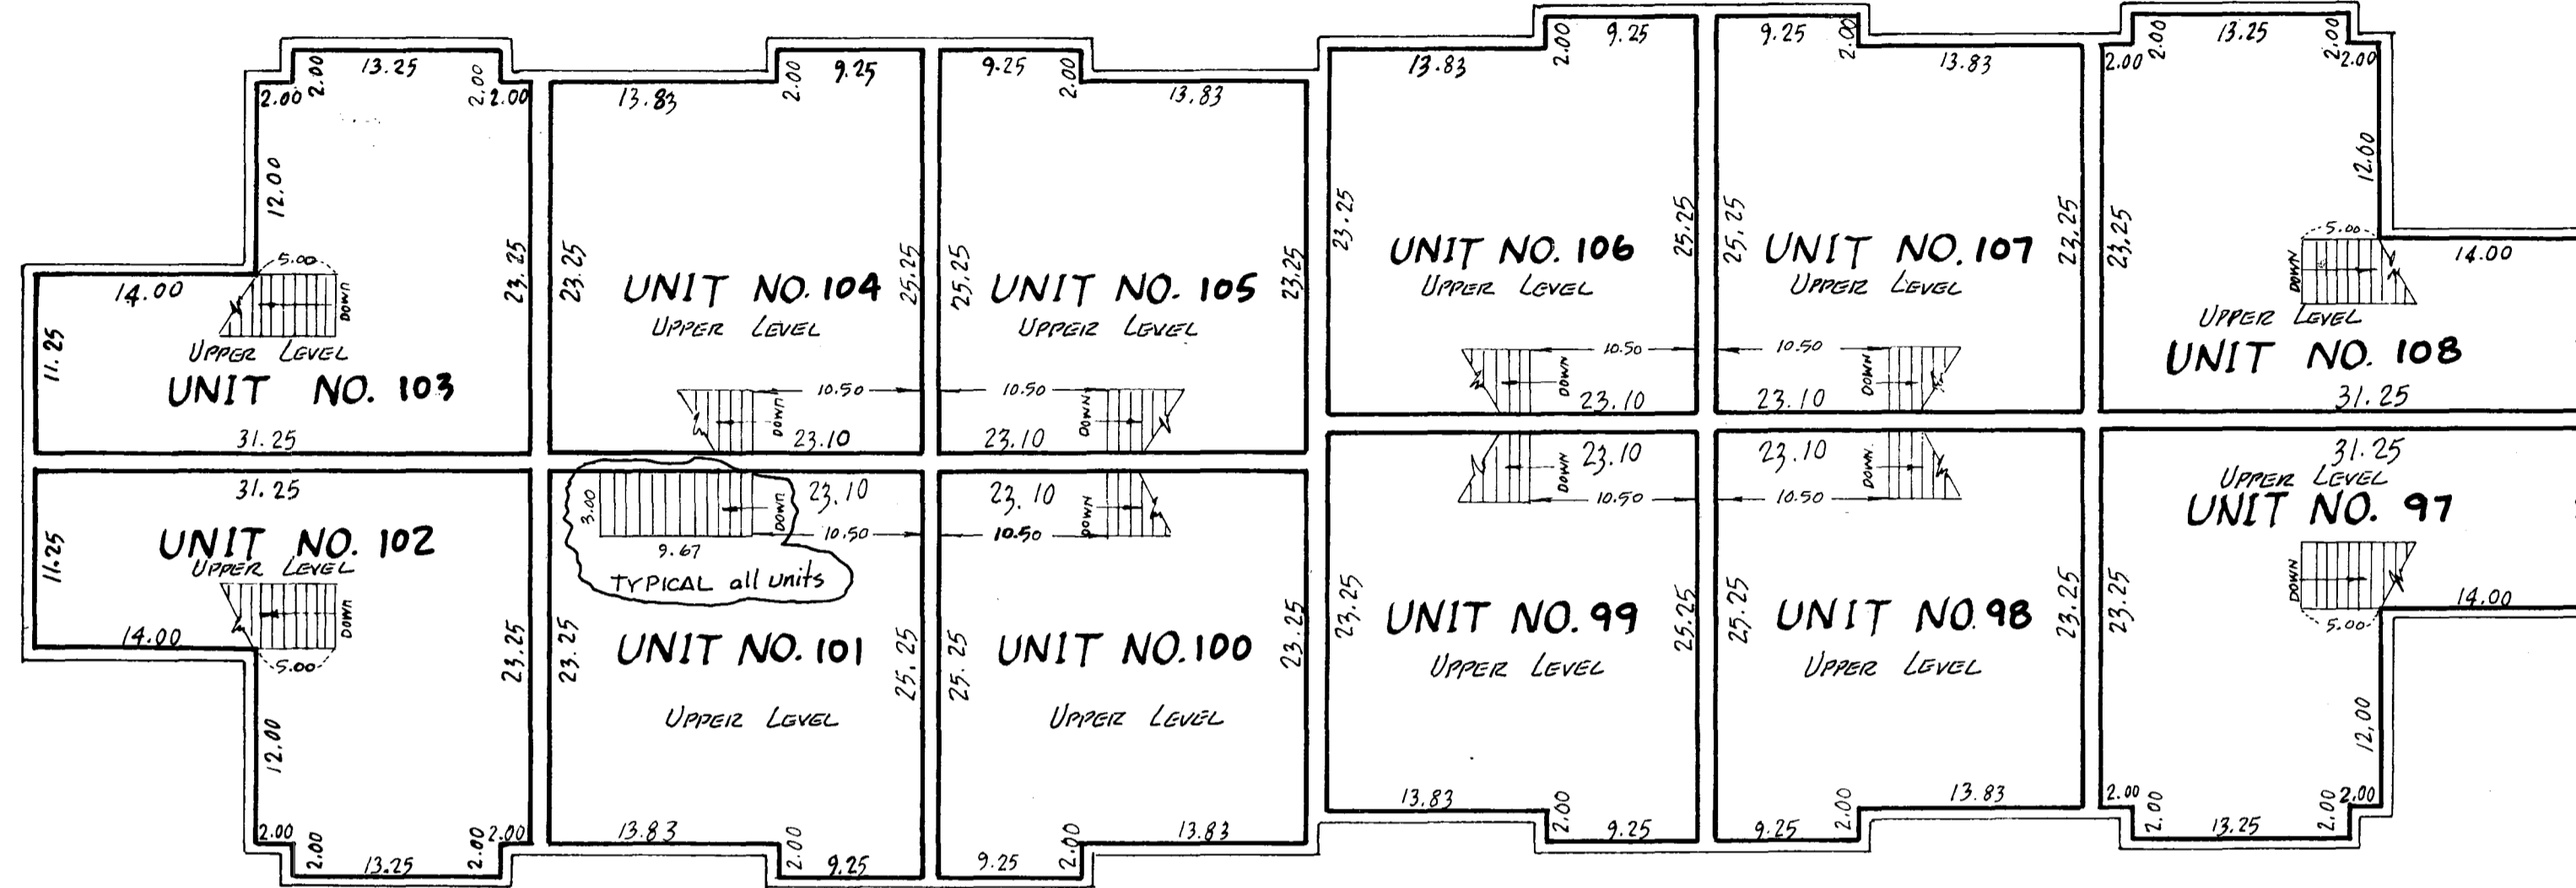 2.00
2.00
13.25
2.00
2.00
12.00
5.00
14.00
DOWN
11.25
23.25
UPPER LEVEL
UNIT NO. 103
31.25
13.83
2.00
9.25
23.25
UNIT NO. 104
25.25
UPPER LEVEL
10.50
DOWN
23.10
9.25
2.00
13.83
25.25
UNIT NO. 105
23.25
UPPER LEVEL
10.50
DOWN
23.10
13.83
2.00
9.25
23.25
25.25
UNIT NO. 106
UPPER LEVEL
10.50
DOWN
23.10
9.25
2.00
13.83
25.25
23.25
UNIT NO. 107
UPPER LEVEL
10.50
DOWN
23.10
2.00
2.00
13.25
2.00
2.00
12.00
23.25
5.00
14.00
DOWN
UPPER LEVEL
UNIT NO. 108
31.25
31.25
11.25
UNIT NO. 102
UPPER LEVEL
DOWN
14.00
5.00
23.25
12.00
2.00
2.00
13.25
2.00
2.00
3.00
DOWN
23.10
10.50
9.67
TYPICAL all units
23.25
UNIT NO. 101
25.25
UPPER LEVEL
13.83
2.00
9.25
23.10
DOWN
10.50
25.25
UNIT NO. 100
23.25
UPPER LEVEL
9.25
2.00
13.83
23.10
DOWN
10.50
23.25
UNIT NO. 99
25.25
UPPER LEVEL
13.83
2.00
9.25
23.10
DOWN
10.50
25.25
UNIT NO. 98
23.25
UPPER LEVEL
9.25
2.00
13.83
31.25
UPPER LEVEL
UNIT NO. 97
DOWN
23.25
5.00
14.00
12.00
2.00
2.00
13.25
2.00
2.00